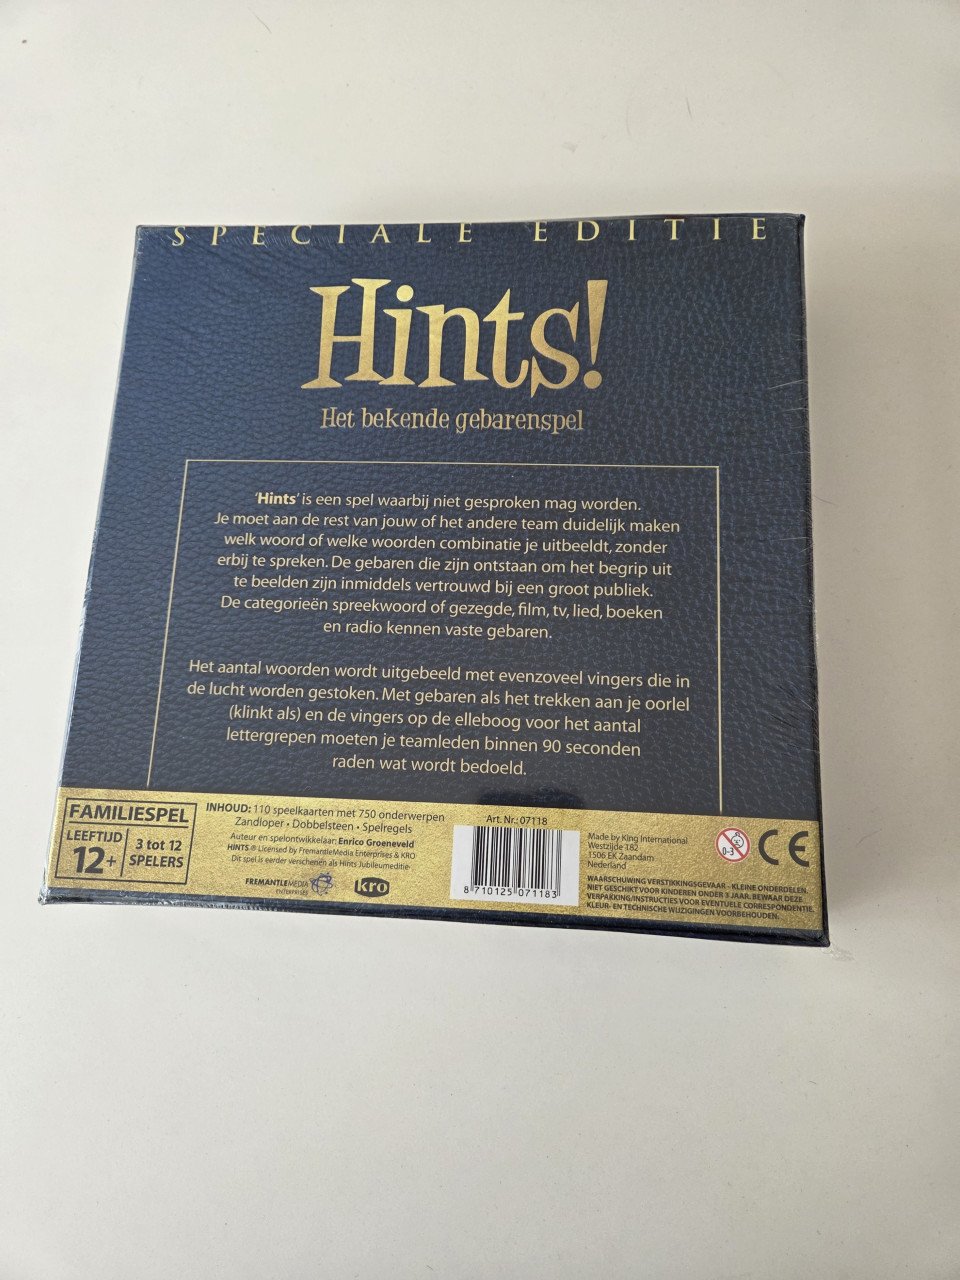 SPECIALE EDITIE
Hints!
Het bekende gebarenspel
'Hints' is een spel waarbij niet gesproken mag worden.
Je moet aan de rest van jouw of het andere team duidelijk maken
welk woord of welke woorden combinatie je uitbeeldt, zonder
erbij te spreken. De gebaren die zijn ontstaan om het begrip uit
te beelden zijn inmiddels vertrouwd bij een groot publiek.
De categorieën spreekwoord of gezegde, film, tv, lied, boeken
en radio kennen vaste gebaren.
Het aantal woorden wordt uitgebeeld met evenzoveel vingers die in
de lucht worden gestoken. Met gebaren als het trekken aan je oorlel
(klinkt als) en de vingers op de elleboog voor het aantal
lettergrepen moeten je teamleden binnen 90 seconden
raden wat wordt bedoeld.
FAMILIESPEL
LEEFTIJD
12+
3 tot 12
SPELERS
INHOUD: 110 speelkaarten met 750 onderwerpen
Zandloper • Dobbelsteen • Spelregels
Auteur en spelontwikkelaar: Enrico Groeneveld
HINTS ® Licensed by FremantleMedia Enterprises & KRO
Dit spel is eerder verschenen als Hints Jubileumeditie
FREMANTLEMEDIA
ENTERPRISES
kro
Art. Nr.: 07118
8 710125 071183
Made by King International
Westzijde 182
1506 EK Zaandam
Nederland
0-3
CE
WAARSCHUWING VERSTIKKINGSGEVAAR - KLEINE ONDERDELEN.
NIET GESCHIKT VOOR KINDEREN ONDER 3 JAAR. BEWAAR DEZE
VERPAKKING/INSTRUCTIES VOOR EVENTUELE CORRESPONDENTIE.
KLEUR- EN TECHNISCHE WIJZIGINGEN VOORBEHOUDEN.